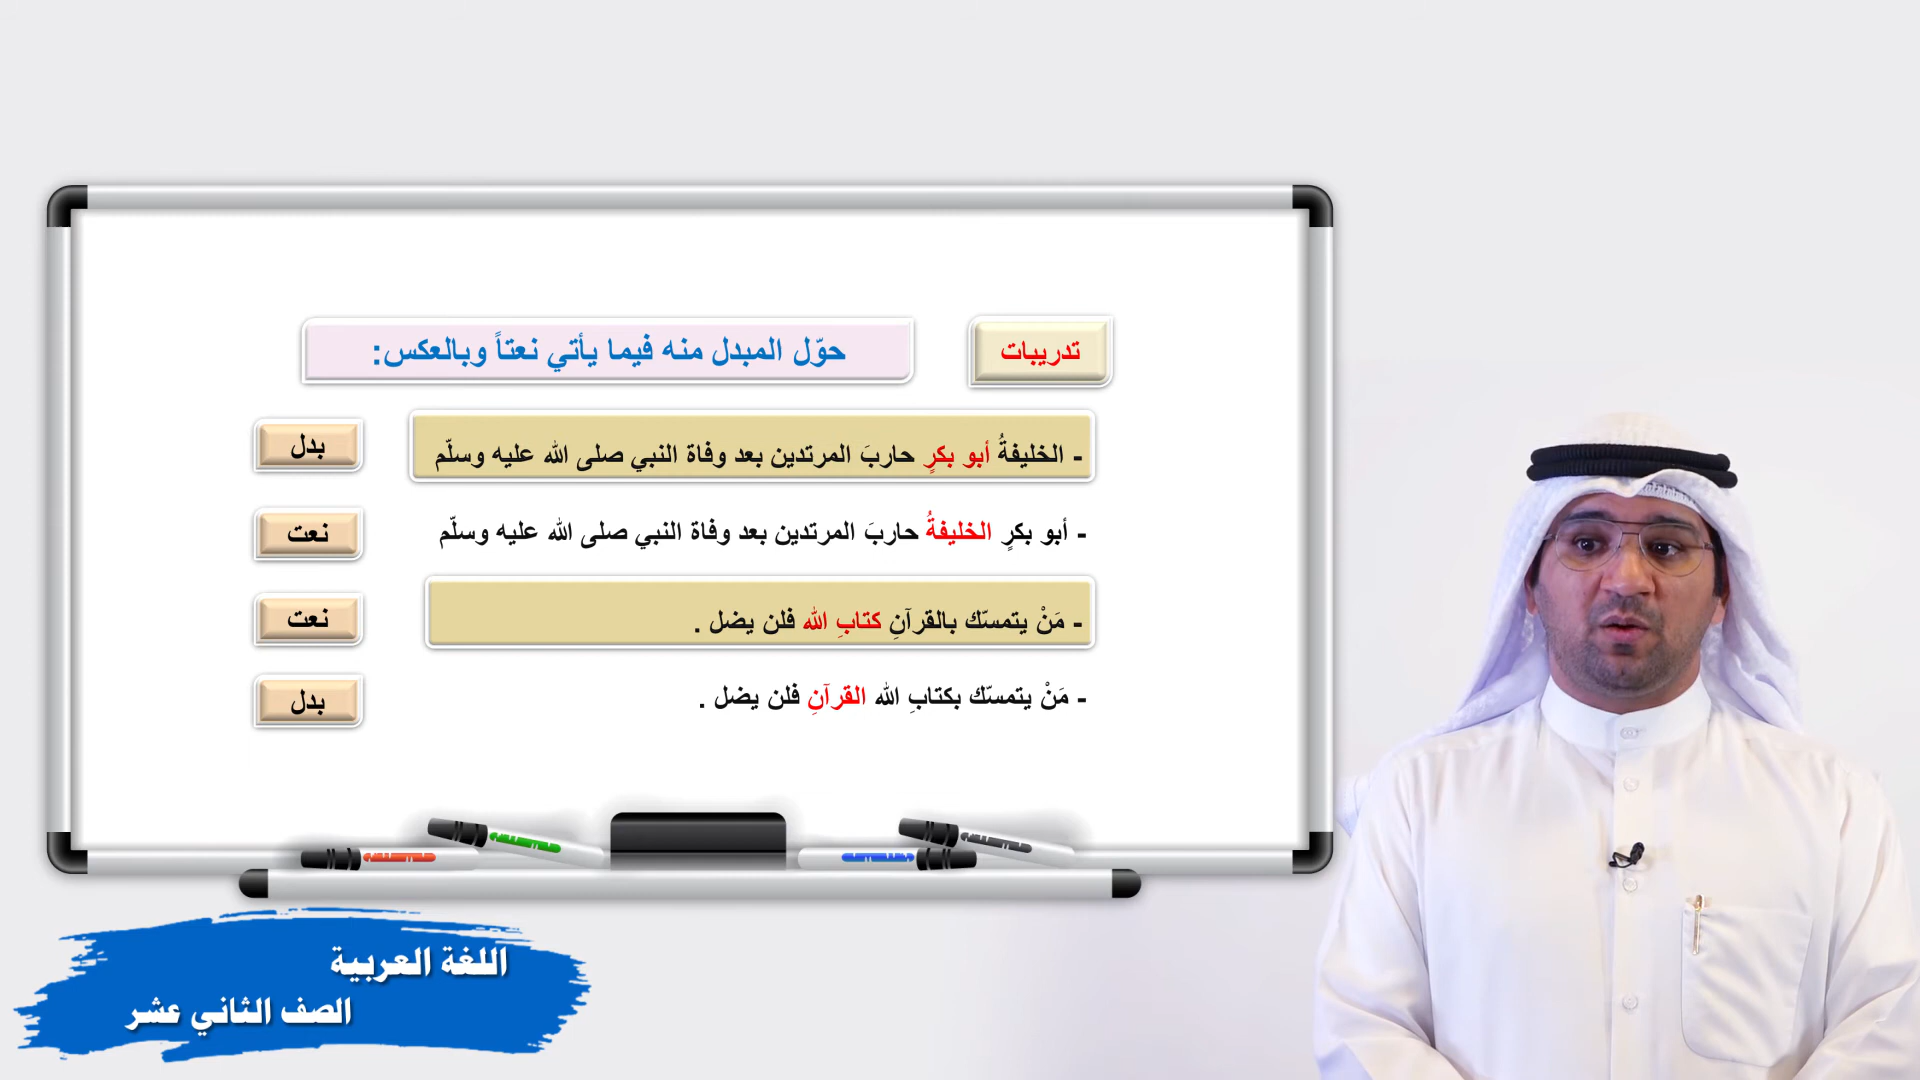 تدريبات
حوّل المبدل منه فيما يأتي نعتاً وبالعكس:
- الخليفةُ أبو بكرٍ حاربَ المرتدين بعد وفاة النبي صلى الله عليه وسلّم
بدل
- أبو بكرٍ الخليفةُ حاربَ المرتدين بعد وفاة النبي صلى الله عليه وسلّم
نعت
- مَنْ يتمسّك بالقرآنِ كتابِ الله فلن يضل .
نعت
- مَنْ يتمسّك بكتابِ الله القرآنِ فلن يضل .
بدل
اللغة العربية
الصف الثاني عشر